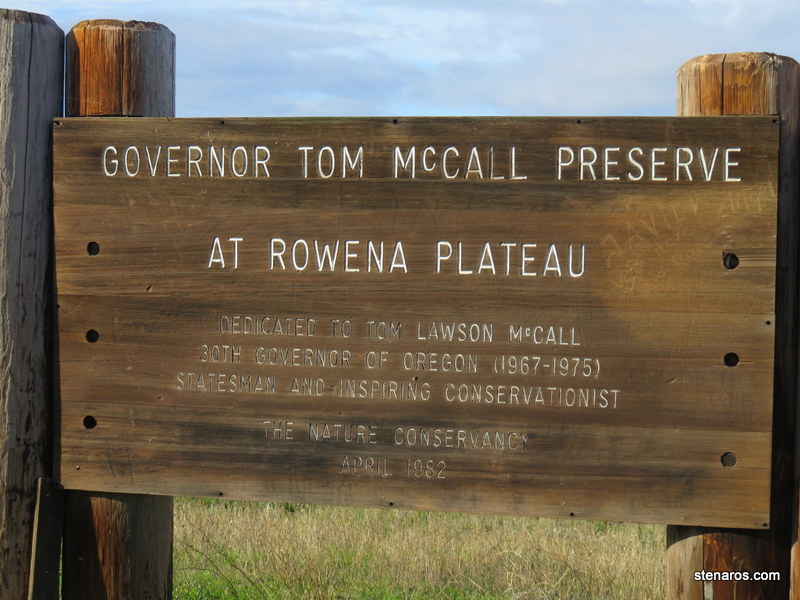 GOVERNOR TOM McCALL PRESERVE
AT ROWENA PLATEAU
DEDICATED TO TOM LAWSON McCALL
30TH GOVERNOR OF OREGON (1967-1975)
STATESMAN AND INSPIRING CONSERVATIONIST
THE NATURE CONSERVANCY
APRIL 1982
stenaros.com